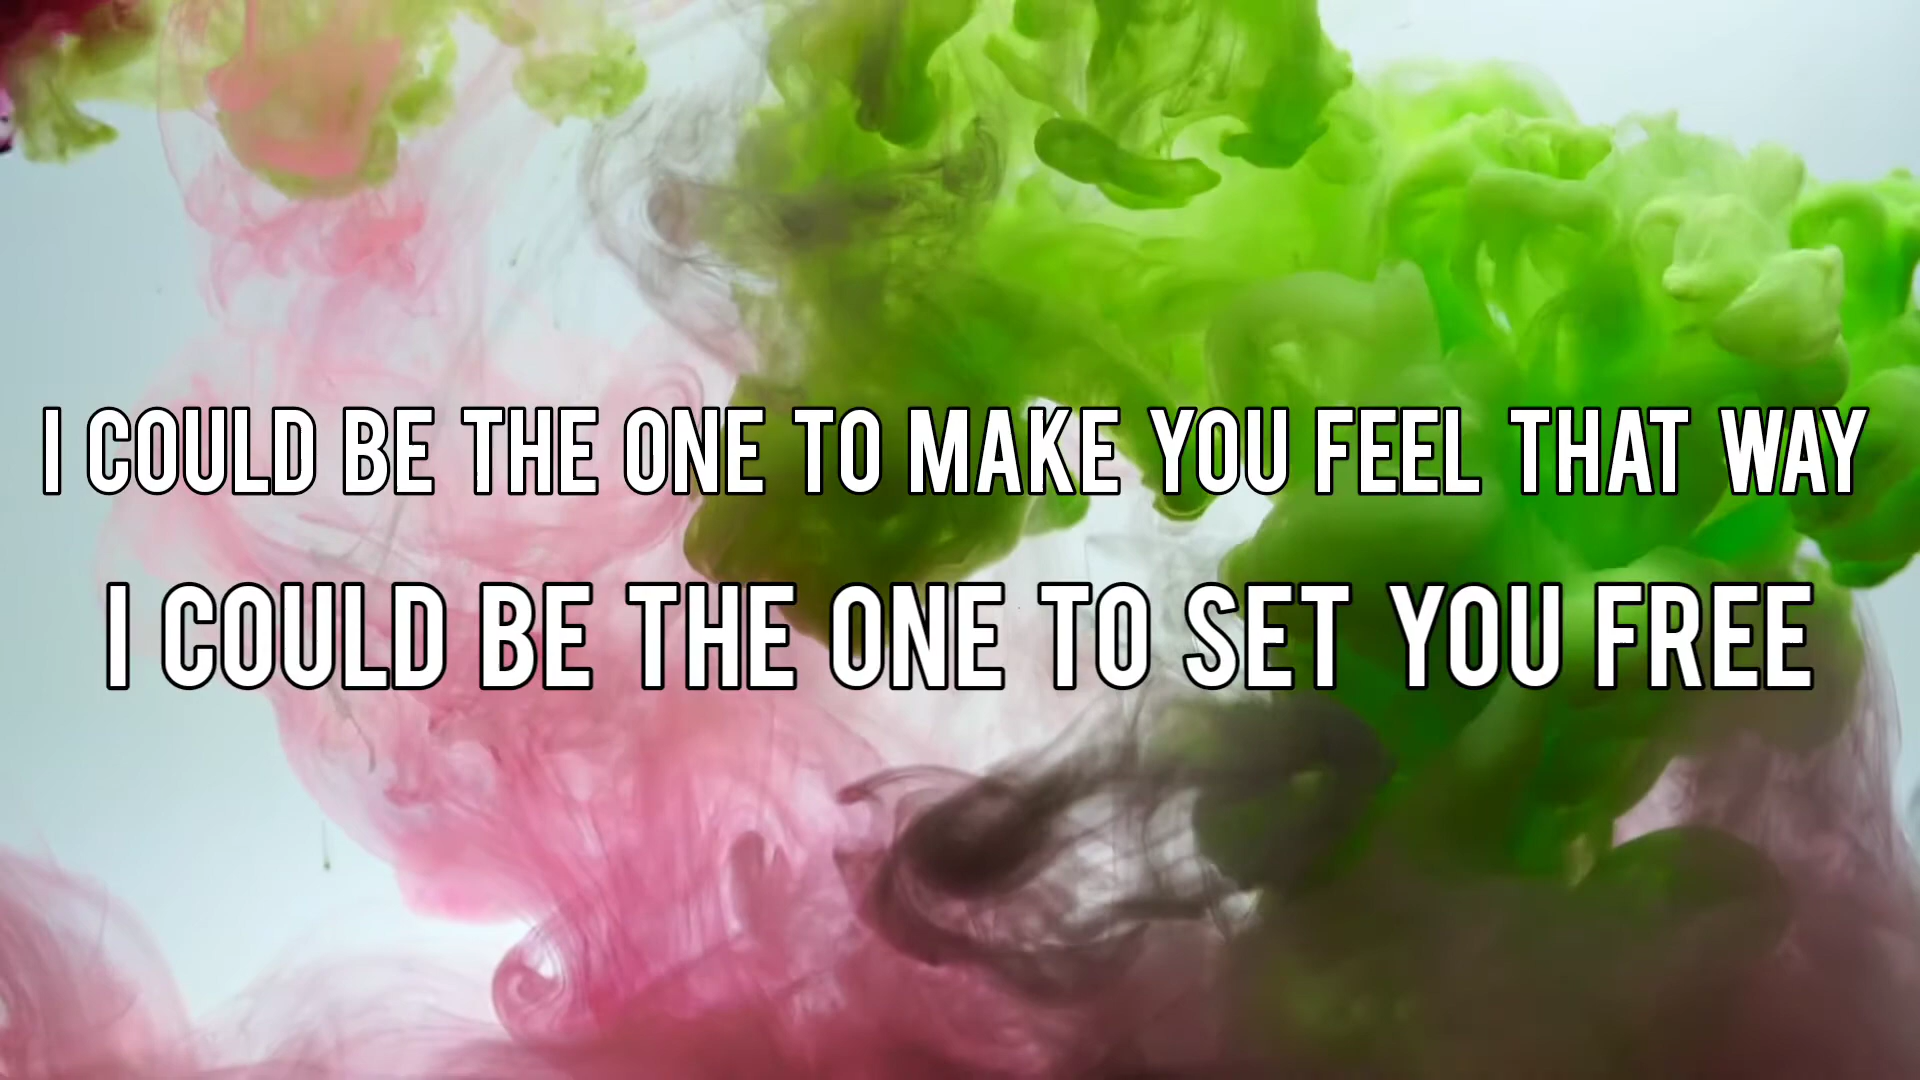 I COULD BE THE ONE TO MAKE YOU FEEL THAT WAY
I COULD BE THE ONE TO SET YOU FREE